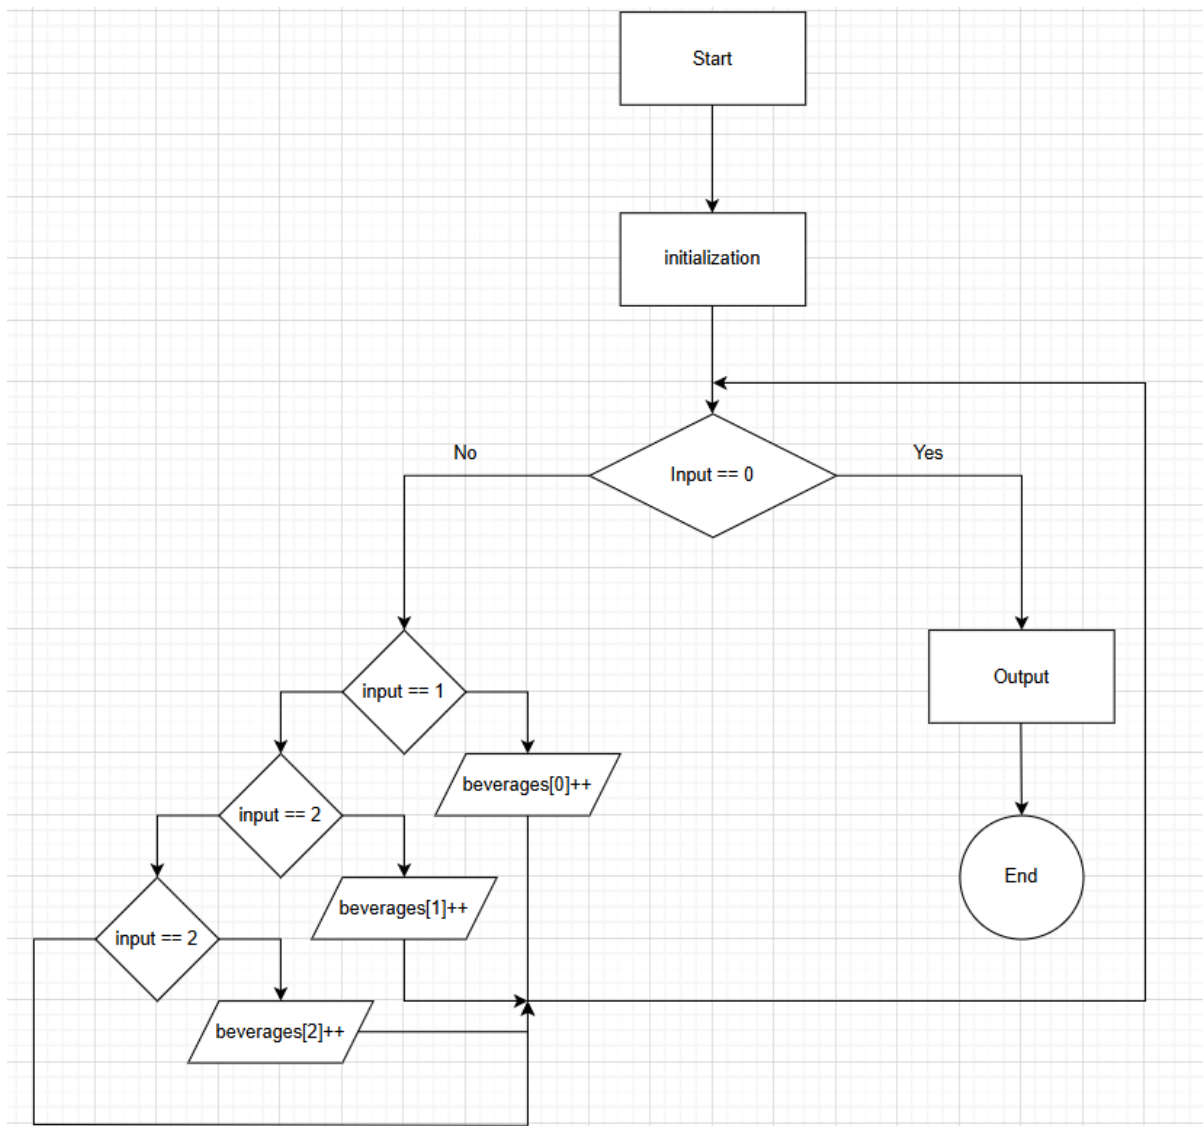 Start
initialization
No
Yes
Input == 0
input == 1
Output
beverages[0]++
input == 2
End
beverages[1]++
input == 2
beverages[2]++